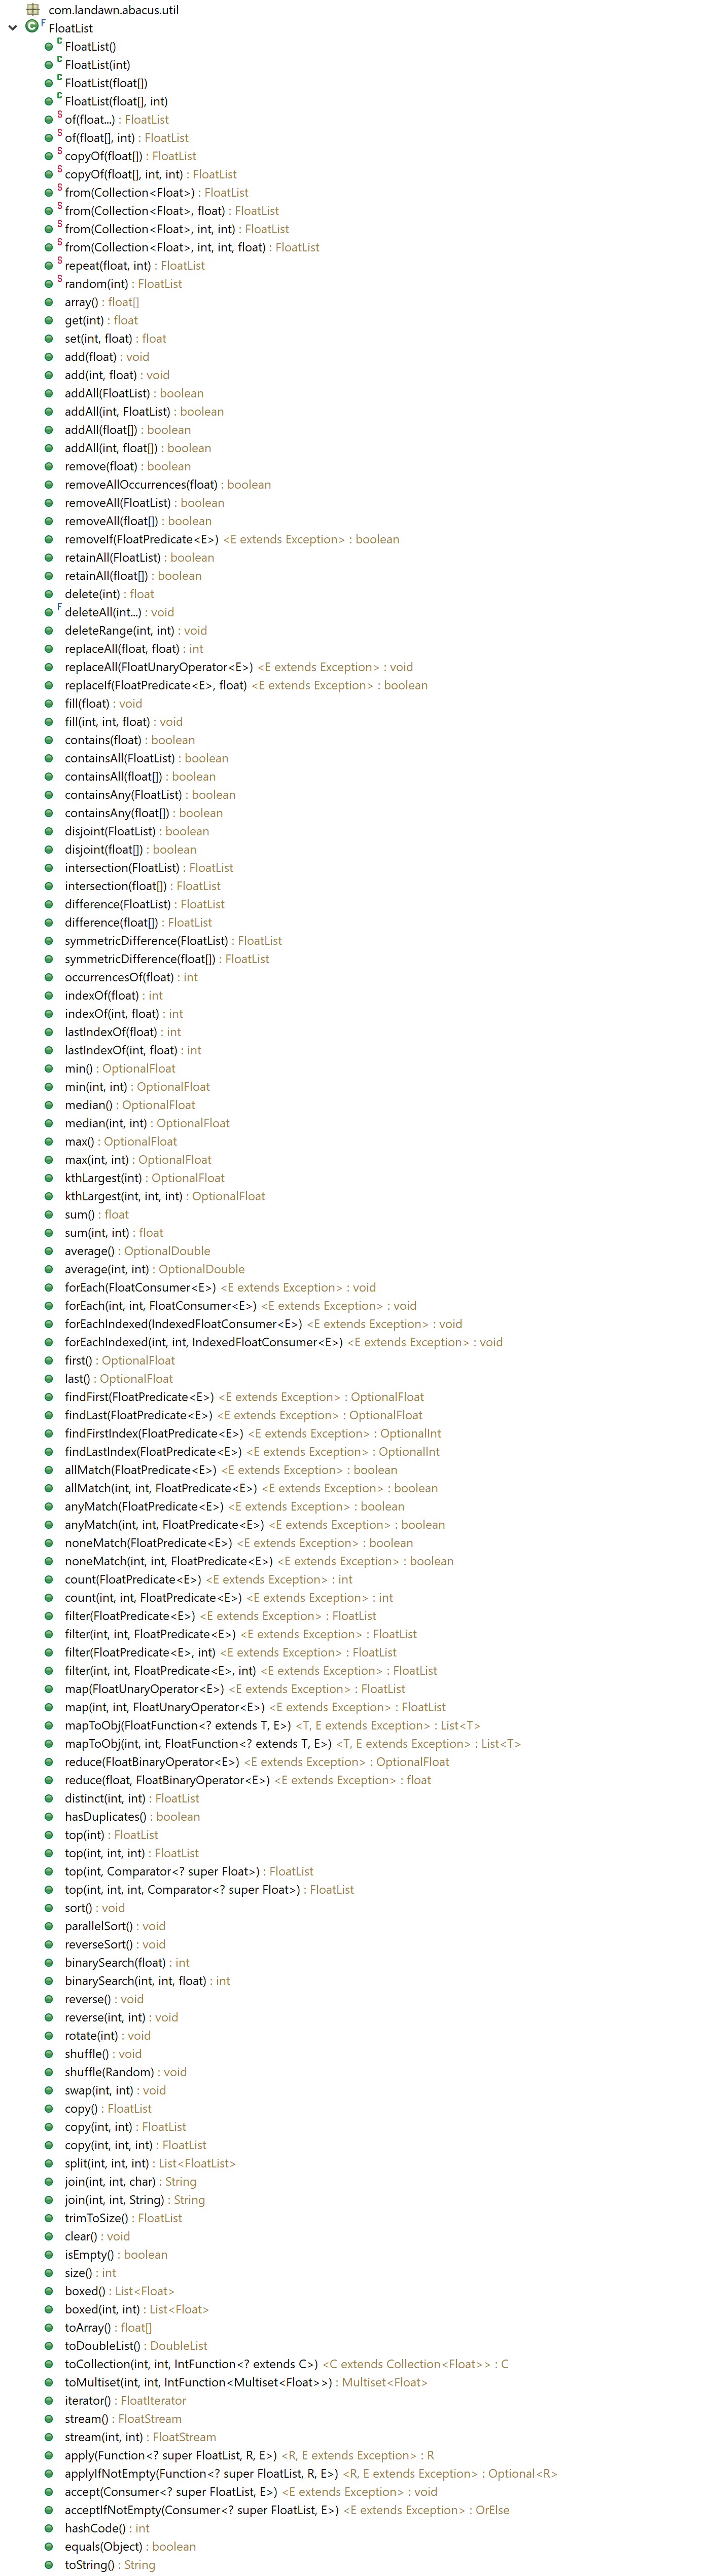 com.landawn.abacus.util
FloatList
FloatList()
FloatList(int)
FloatList(float[])
FloatList(float[], int)
of(float...) : FloatList
of(float[], int) : FloatList
copyOf(float[]) : FloatList
copyOf(float[], int, int) : FloatList
from(Collection<Float>) : FloatList
from(Collection<Float>, float) : FloatList
from(Collection<Float>, int, int) : FloatList
from(Collection<Float>, int, int, float) : FloatList
repeat(float, int) : FloatList
random(int) : FloatList
array() : float[]
get(int) : float
set(int, float) : float
add(float) : void
add(int, float) : void
addAll(FloatList) : boolean
addAll(int, FloatList) : boolean
addAll(float[]) : boolean
addAll(int, float[]) : boolean
remove(float) : boolean
removeAllOccurrences(float) : boolean
removeAll(FloatList) : boolean
removeAll(float[]) : boolean
removeIf(FloatPredicate<E>) <E extends Exception> : boolean
retainAll(FloatList) : boolean
retainAll(float[]) : boolean
delete(int) : float
deleteAll(int...) : void
deleteRange(int, int) : void
replaceAll(float, float) : int
replaceAll(FloatUnaryOperator<E>) <E extends Exception> : void
replaceIf(FloatPredicate<E>, float) <E extends Exception> : boolean
fill(float) : void
fill(int, int, float) : void
contains(float) : boolean
containsAll(FloatList) : boolean
containsAll(float[]) : boolean
containsAny(FloatList) : boolean
containsAny(float[]) : boolean
disjoint(FloatList) : boolean
disjoint(float[]) : boolean
intersection(FloatList) : FloatList
intersection(float[]) : FloatList
difference(FloatList) : FloatList
difference(float[]) : FloatList
symmetricDifference(FloatList) : FloatList
symmetricDifference(float[]) : FloatList
occurrencesOf(float) : int
indexOf(float) : int
indexOf(int, float) : int
lastIndexOf(float) : int
lastIndexOf(int, float) : int
min() : OptionalFloat
min(int, int) : OptionalFloat
median() : OptionalFloat
median(int, int) : OptionalFloat
max() : OptionalFloat
max(int, int) : OptionalFloat
kthLargest(int) : OptionalFloat
kthLargest(int, int, int) : OptionalFloat
sum() : float
sum(int, int) : float
average() : OptionalDouble
average(int, int) : OptionalDouble
forEach(FloatConsumer<E>) <E extends Exception> : void
forEach(int, int, FloatConsumer<E>) <E extends Exception> : void
forEachIndexed(IndexedFloatConsumer<E>) <E extends Exception> : void
forEachIndexed(int, int, IndexedFloatConsumer<E>) <E extends Exception> : void
first() : OptionalFloat
last() : OptionalFloat
findFirst(FloatPredicate<E>) <E extends Exception> : OptionalFloat
findLast(FloatPredicate<E>) <E extends Exception> : OptionalFloat
findFirstIndex(FloatPredicate<E>) <E extends Exception> : OptionalInt
findLastIndex(FloatPredicate<E>) <E extends Exception> : OptionalInt
allMatch(FloatPredicate<E>) <E extends Exception> : boolean
allMatch(int, int, FloatPredicate<E>) <E extends Exception> : boolean
anyMatch(FloatPredicate<E>) <E extends Exception> : boolean
anyMatch(int, int, FloatPredicate<E>) <E extends Exception> : boolean
noneMatch(FloatPredicate<E>) <E extends Exception> : boolean
noneMatch(int, int, FloatPredicate<E>) <E extends Exception> : boolean
count(FloatPredicate<E>) <E extends Exception> : int
count(int, int, FloatPredicate<E>) <E extends Exception> : int
filter(FloatPredicate<E>) <E extends Exception> : FloatList
filter(int, int, FloatPredicate<E>) <E extends Exception> : FloatList
filter(FloatPredicate<E>, int) <E extends Exception> : FloatList
filter(int, int, FloatPredicate<E>, int) <E extends Exception> : FloatList
map(FloatUnaryOperator<E>) <E extends Exception> : FloatList
map(int, int, FloatUnaryOperator<E>) <E extends Exception> : FloatList
mapToObj(FloatFunction<? extends T, E>) <T, E extends Exception> : List<T>
mapToObj(int, int, FloatFunction<? extends T, E>) <T, E extends Exception> : List<T>
reduce(FloatBinaryOperator<E>) <E extends Exception> : OptionalFloat
reduce(float, FloatBinaryOperator<E>) <E extends Exception> : float
distinct(int, int) : FloatList
hasDuplicates() : boolean
top(int) : FloatList
top(int, int, int) : FloatList
top(int, Comparator<? super Float>) : FloatList
top(int, int, int, Comparator<? super Float>) : FloatList
sort() : void
parallelSort() : void
reverseSort() : void
binarySearch(float) : int
binarySearch(int, int, float) : int
reverse() : void
reverse(int, int) : void
rotate(int) : void
shuffle() : void
shuffle(Random) : void
swap(int, int) : void
copy() : FloatList
copy(int, int) : FloatList
copy(int, int, int) : FloatList
split(int, int, int) : List<FloatList>
join(int, int, char) : String
join(int, int, String) : String
trimToSize() : FloatList
clear() : void
isEmpty() : boolean
size() : int
boxed() : List<Float>
boxed(int, int) : List<Float>
toArray() : float[]
toDoubleList() : DoubleList
toCollection(int, int, IntFunction<? extends C>) <C extends Collection<Float>> : C
toMultiset(int, int, IntFunction<Multiset<Float>>) : Multiset<Float>
iterator() : FloatIterator
stream() : FloatStream
stream(int, int) : FloatStream
apply(Function<? super FloatList, R, E>) <R, E extends Exception> : R
applyIfNotEmpty(Function<? super FloatList, R, E>) <R, E extends Exception> : Optional<R>
accept(Consumer<? super FloatList, E>) <E extends Exception> : void
acceptIfNotEmpty(Consumer<? super FloatList, E>) <E extends Exception> : OrElse
hashCode() : int
equals(Object) : boolean
toString() : String